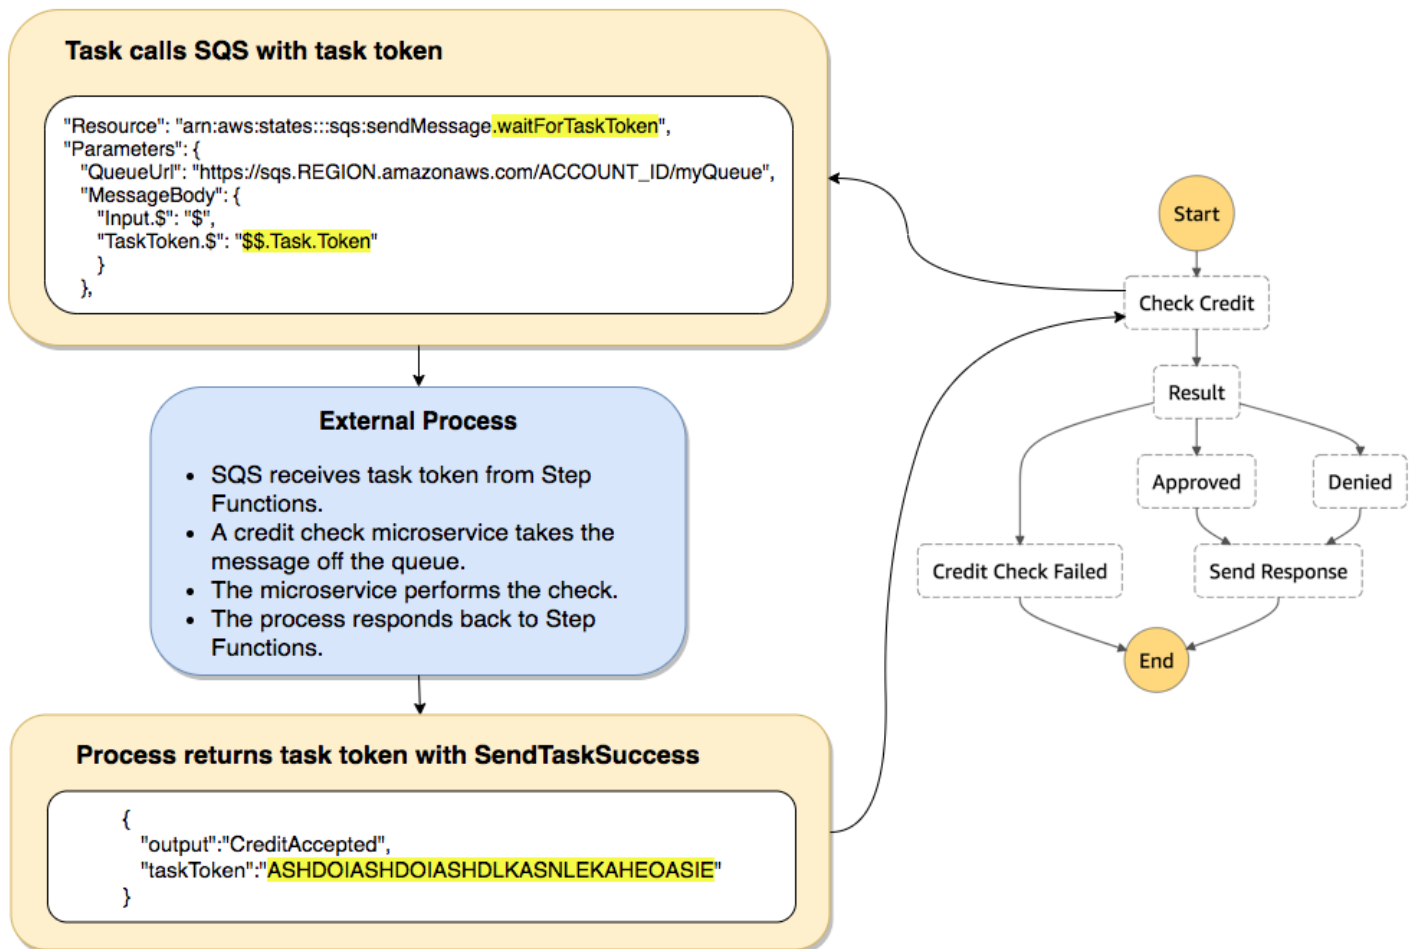 Task calls SQS with task token
"Resource": "arn:aws:states:::sqs:sendMessage.waitForTaskToken",
"Parameters": {
"QueueUrl": "https://sqs.REGION.amazonaws.com/ACCOUNT_ID/myQueue",
"MessageBody": {
"Input.$": "$",
"TaskToken.$": "$$.Task.Token"
}
},
External Process
• SQS receives task token from Step
Functions.
• A credit check microservice takes the
message off the queue.
• The microservice performs the check.
• The process responds back to Step
Functions.
Process returns task token with SendTaskSuccess
{
"output":"CreditAccepted",
"taskToken":"ASHDOIASHDOIASHDLKASNLEKAHEOASIE"
}
Start
Check Credit
Result
Approved
Denied
Credit Check Failed
Send Response
End